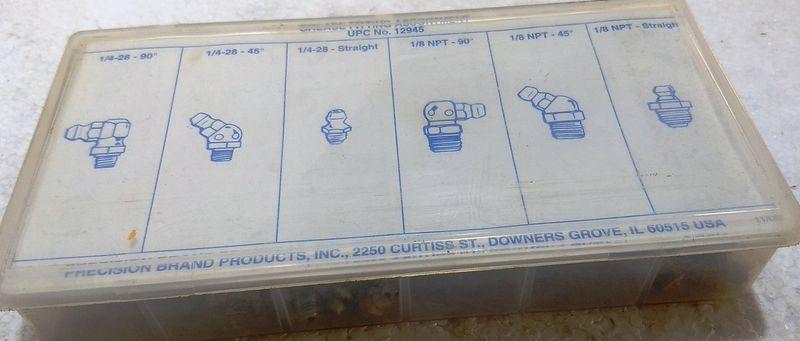 GREASE FITTING ASSORTMENT
UPC No. 12945
1/4-28 - 90°
1/4-28 - 45°
1/4-28 - Straight
1/8 NPT - 90°
1/8 NPT - 45°
1/8 NPT - Straigh
PRECISION BRAND PRODUCTS, INC., 2250 CURTISS ST., DOWNERS GROVE, IL 60515 USA